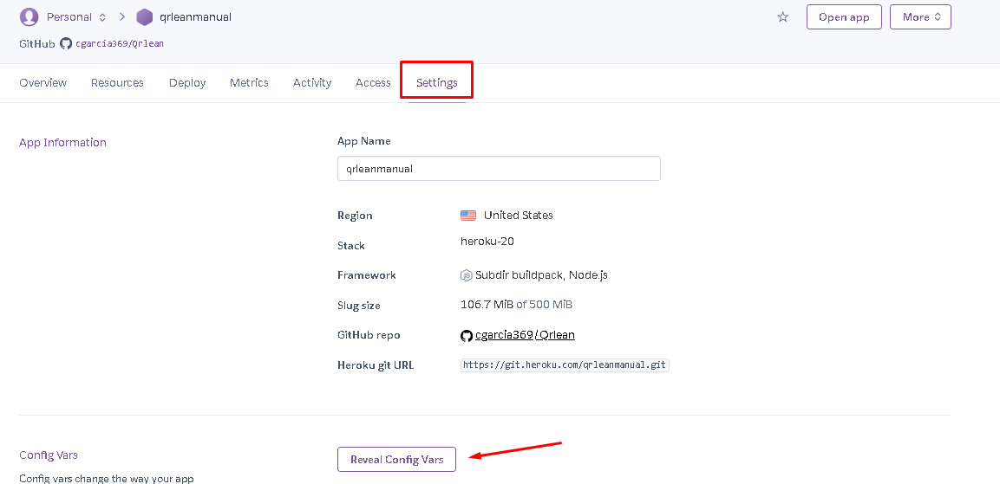 Personal qrleanmanual Open app More
GitHub cgarcia369/Qrlean
Overview Resources Deploy Metrics Activity Access Settings
App Information
App Name
qrleanmanual
Region United States
Stack heroku-20
Framework Subdir buildpack, Node.js
Slug size 106.7 MiB of 500 MiB
GitHub repo cgarcia369/Qrlean
Heroku git URL https://git.heroku.com/qrleanmanual.git
Config Vars Reveal Config Vars
Config vars change the way your app